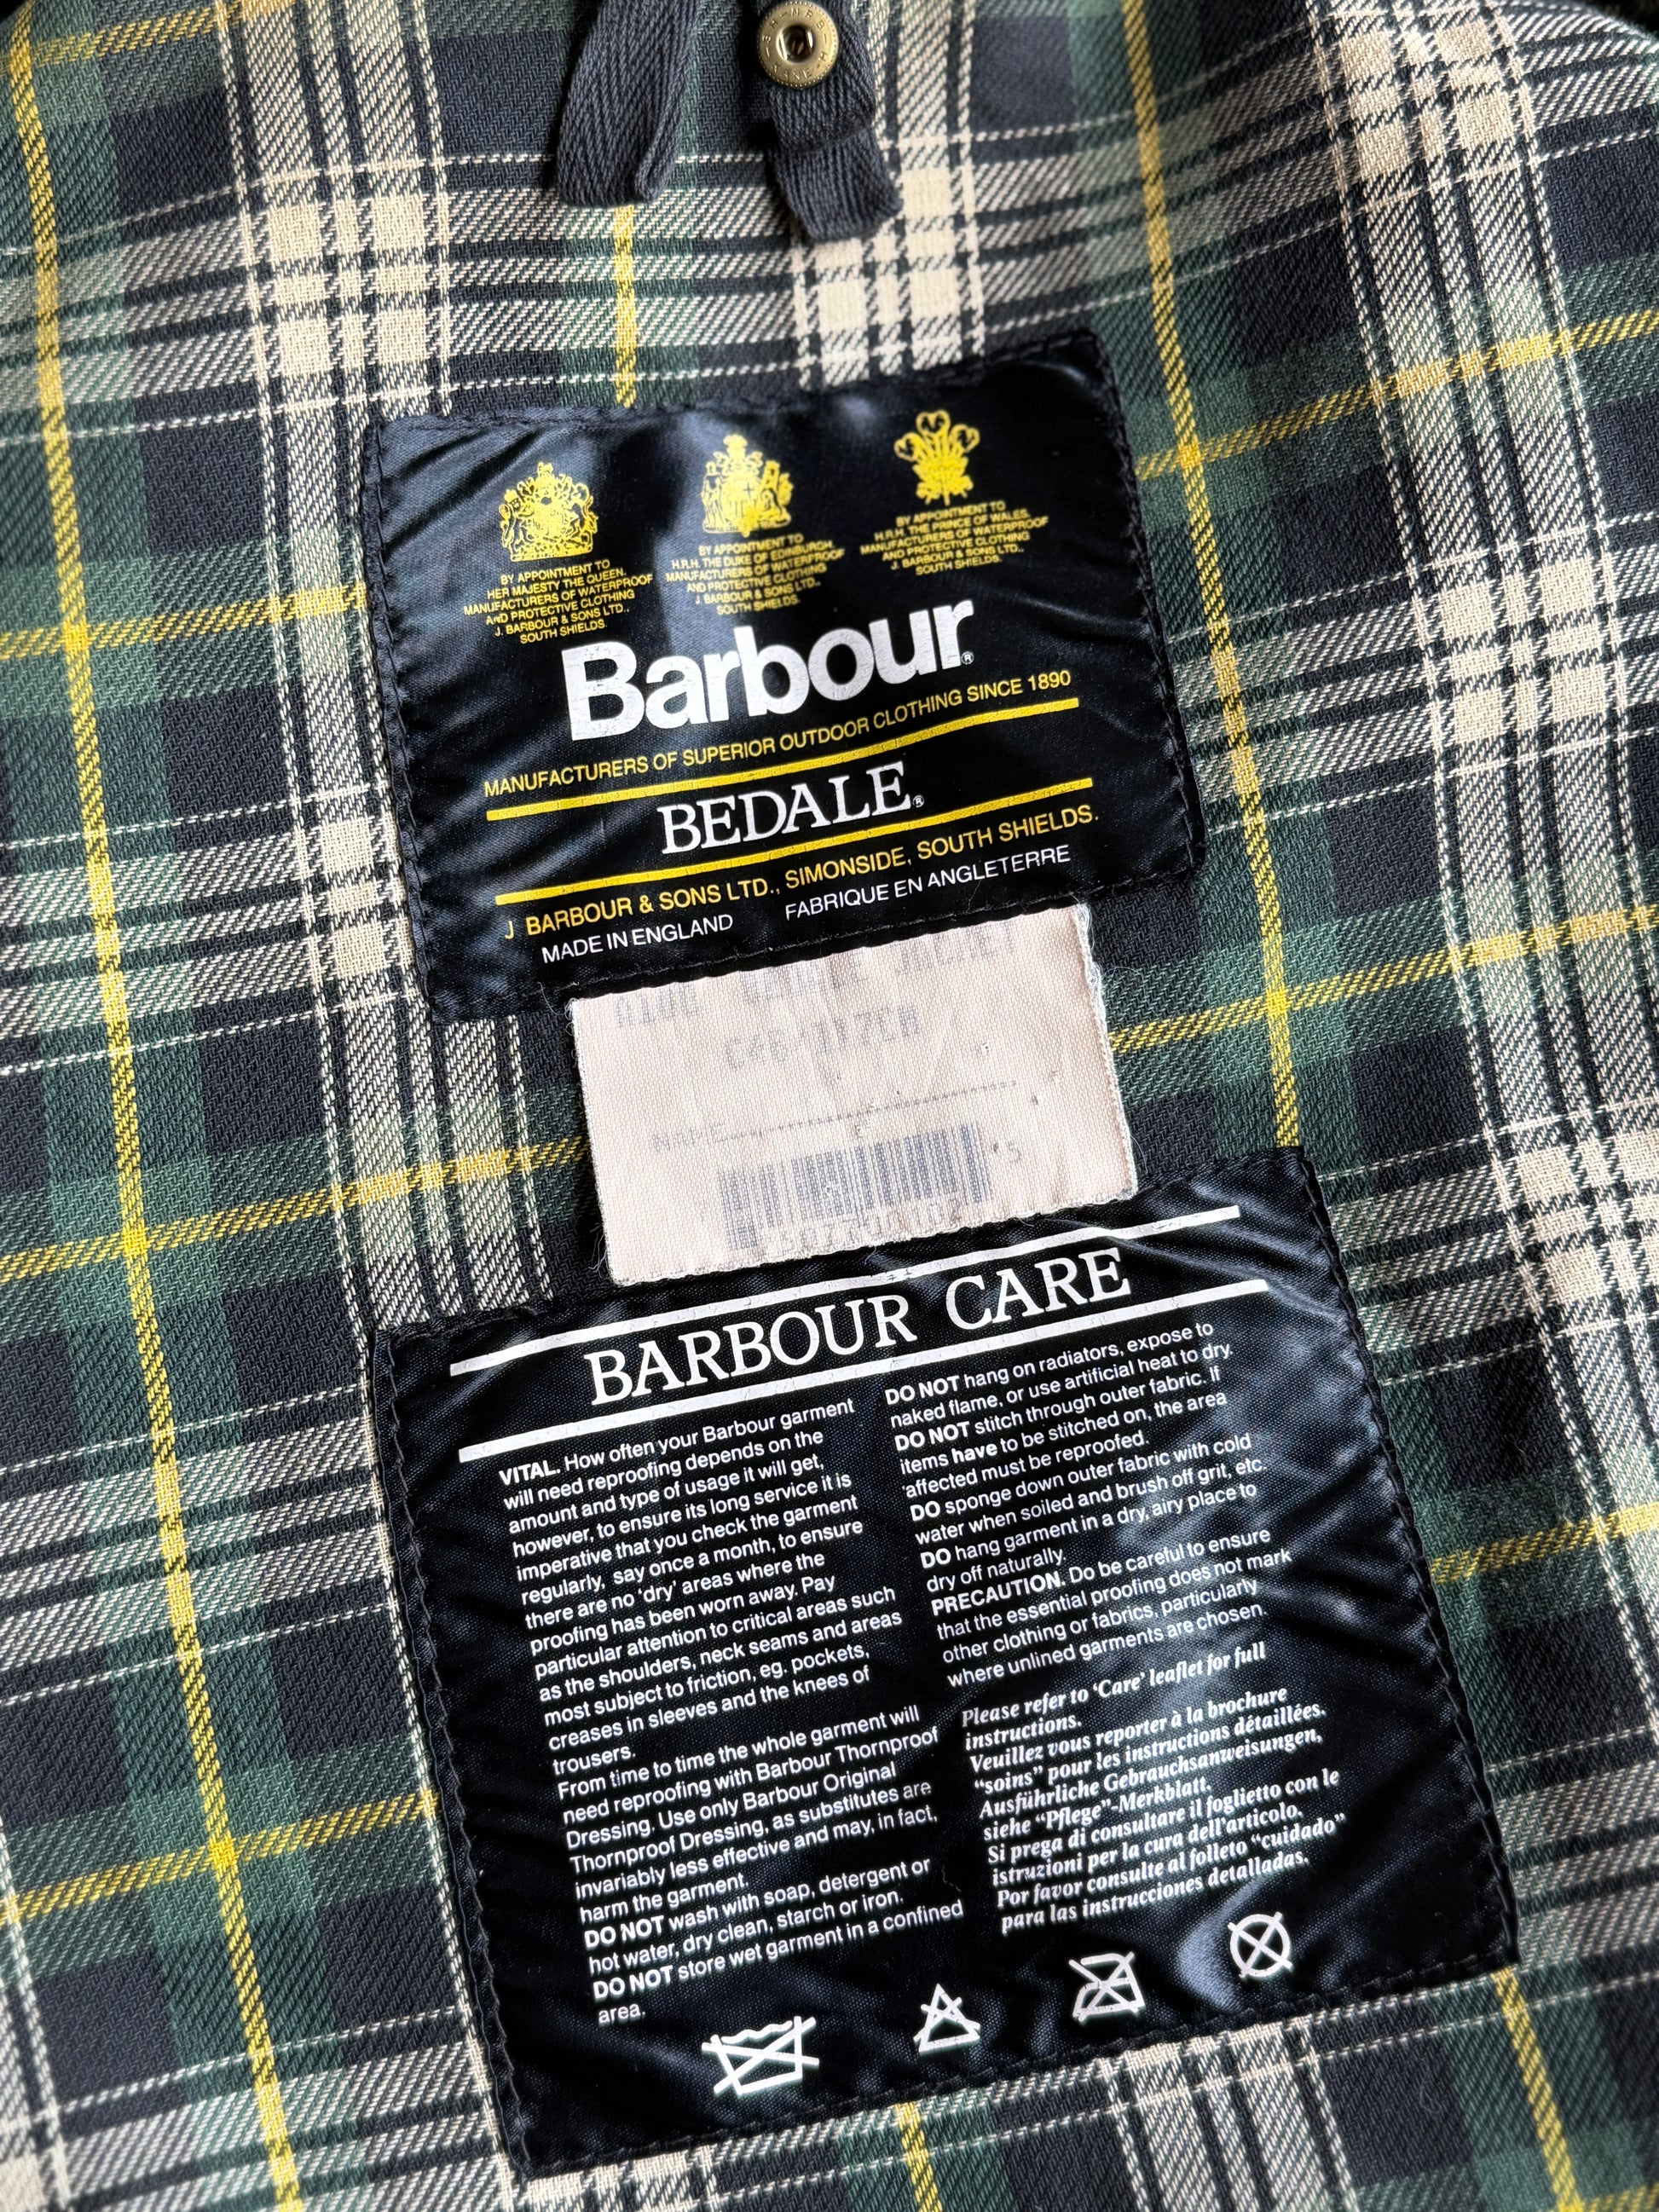 BY APPOINTMENT TO
HER MAJESTY THE QUEEN.
MANUFACTURERS OF WATERPROOF
AND PROTECTIVE CLOTHING
J. BARBOUR & SONS LTD.,
SOUTH SHIELDS.
BY APPOINTMENT TO
H.R.H. THE DUKE OF EDINBURGH.
MANUFACTURERS OF WATERPROOF
AND PROTECTIVE CLOTHING
J. BARBOUR & SONS LTD.,
SOUTH SHIELDS.
BY APPOINTMENT TO
H.R.H. THE PRINCE OF WALES.
MANUFACTURERS OF WATERPROOF
AND PROTECTIVE CLOTHING
J. BARBOUR & SONS LTD.,
SOUTH SHIELDS.
Barbour®
MANUFACTURERS OF SUPERIOR OUTDOOR CLOTHING SINCE 1890
BEDALE®
J BARBOUR & SONS LTD., SIMONSIDE, SOUTH SHIELDS.
MADE IN ENGLAND FABRIQUE EN ANGLETERRE
JACKET
C46/117CM
NAME
BARBOUR CARE
VITAL. How often your Barbour garment
will need reproofing depends on the
amount and type of usage it will get,
however, to ensure its long service it is
imperative that you check the garment
regularly, say once a month, to ensure
there are no 'dry' areas where the
proofing has been worn away. Pay
particular attention to critical areas such
as the shoulders, neck seams and areas
most subject to friction, eg. pockets,
creases in sleeves and the knees of
trousers.
From time to time the whole garment will
need reproofing with Barbour Thornproof
Dressing. Use only Barbour Original
Thornproof Dressing, as substitutes are
invariably less effective and may, in fact,
harm the garment.
DO NOT wash with soap, detergent or
hot water, dry clean, starch or iron.
DO NOT store wet garment in a confined
area.
DO NOT hang on radiators, expose to
naked flame, or use artificial heat to dry.
DO NOT stitch through outer fabric. If
items have to be stitched on, the area
affected must be reproofed.
DO sponge down outer fabric with cold
water when soiled and brush off grit, etc.
DO hang garment in a dry, airy place to
dry off naturally.
PRECAUTION. Do be careful to ensure
that the essential proofing does not mark
other clothing or fabrics, particularly
where unlined garments are chosen.
Please refer to 'Care' leaflet for full
instructions.
Veuillez vous reporter à la brochure
"soins" pour les instructions détaillées.
Ausführliche Gebrauchsanweisungen,
siehe "Pflege"-Merkblatt.
Si prega di consultare il foglietto con le
istruzioni per la cura dell'articolo.
Por favor consulte al folleto "cuidado"
para las instrucciones detalladas.